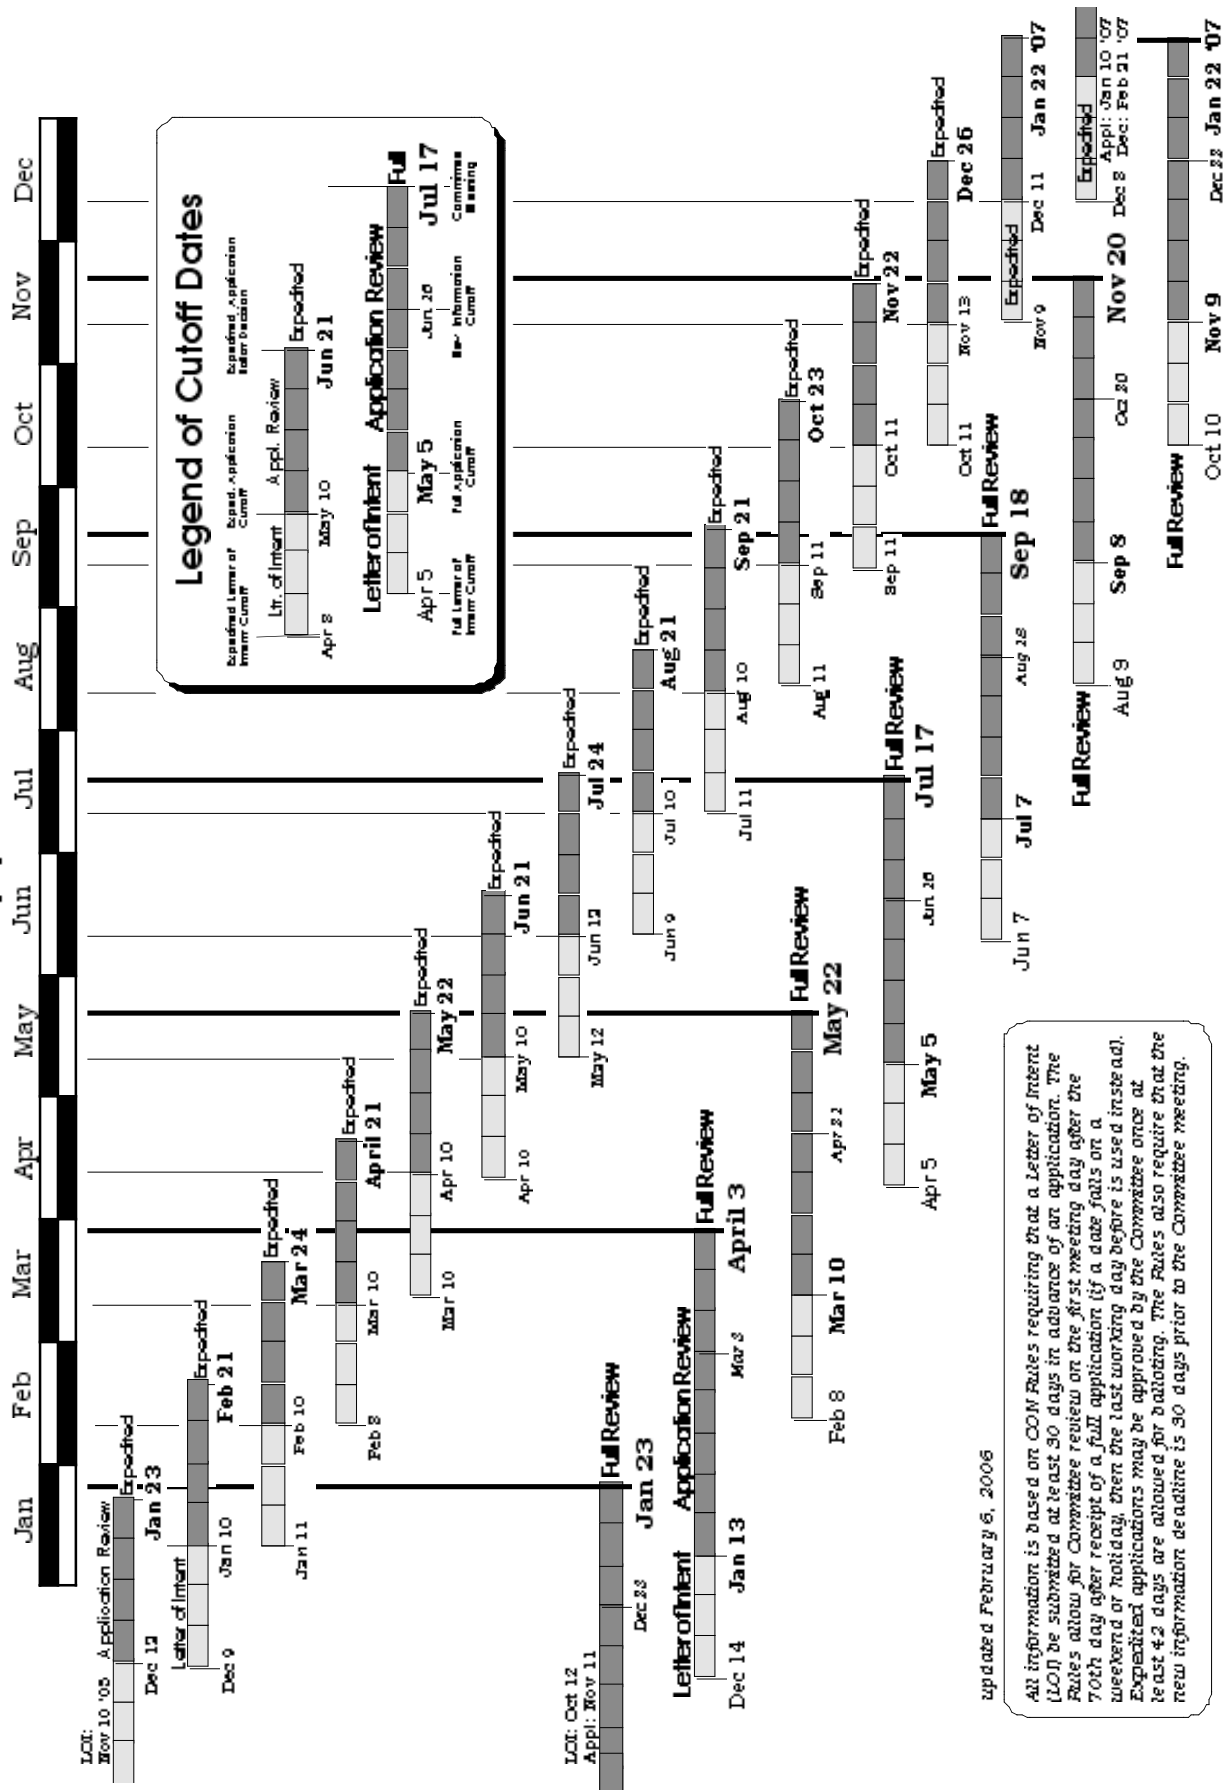 Jan
Feb
Mar
Apr
May
Jun
Jul
Aug
Sep
Oct
Nov
Dec
Legend of Cutoff Dates
Expedited Letter of
Intent Cutoff
Exped. Application
Cutoff
Expedited Application
Decision
Ltr. of Intent
Appl. Review
Expedited
Apr 8
May 10
Jun 21
Letter of Intent
Application Review
Full
Apr 5
May 5
Jun 16
Jul 17
Full Letter of
Intent Cutoff
Full Application
Cutoff
New Information
Cutoff
Committee
Meeting
LOI:
Nov 10 '05
Application Review
Expedited
Dec 12
Jan 23
Letter of Intent
Expedited
Dec 9
Jan 10
Feb 21
Expedited
Jan 11
Feb 10
Mar 24
Expedited
Feb 8
Mar 10
April 21
Expedited
Mar 10
Apr 10
May 22
Expedited
Apr 10
May 10
Jun 21
Expedited
May 12
Jun 12
Jul 24
Expedited
Jun 9
Jul 10
Aug 21
Expedited
Jul 11
Aug 10
Sep 21
Expedited
Aug 11
Sep 11
Oct 23
Expedited
Sep 11
Oct 11
Nov 22
Expedited
Oct 11
Nov 13
Dec 26
Expedited
Nov 9
Dec 11
Jan 22 '07
Expedited
Appl: Jan 10 '07
Dec 8
Dec: Feb 21 '07
LOI: Oct 12
Appl: Nov 11
Full Review
Dec 23
Jan 23
Letter of Intent
Application Review
Full Review
Dec 14
Jan 13
Mar 3
April 3
Full Review
Feb 8
Mar 10
Apr 21
May 22
Full Review
Apr 5
May 5
Jun 16
Jul 17
Full Review
Jun 7
Jul 7
Aug 18
Sep 18
Full Review
Aug 9
Sep 8
Oct 20
Nov 20
Full Review
Oct 10
Nov 9
Dec 22
Jan 22 '07
updated February 6, 2006
All information is based on CON Rules requiring that a Letter of Intent
(LOI) be submitted at least 30 days in advance of an application. The
Rules allow for Committee review on the first meeting day after the
70th day after receipt of a full application (if a date falls on a
weekend or holiday, then the last working day before is used instead).
Expedited applications may be approved by the Committee once at
least 42 days are allowed for balloting. The Rules also require that the
new information deadline is 30 days prior to the Committee meeting.